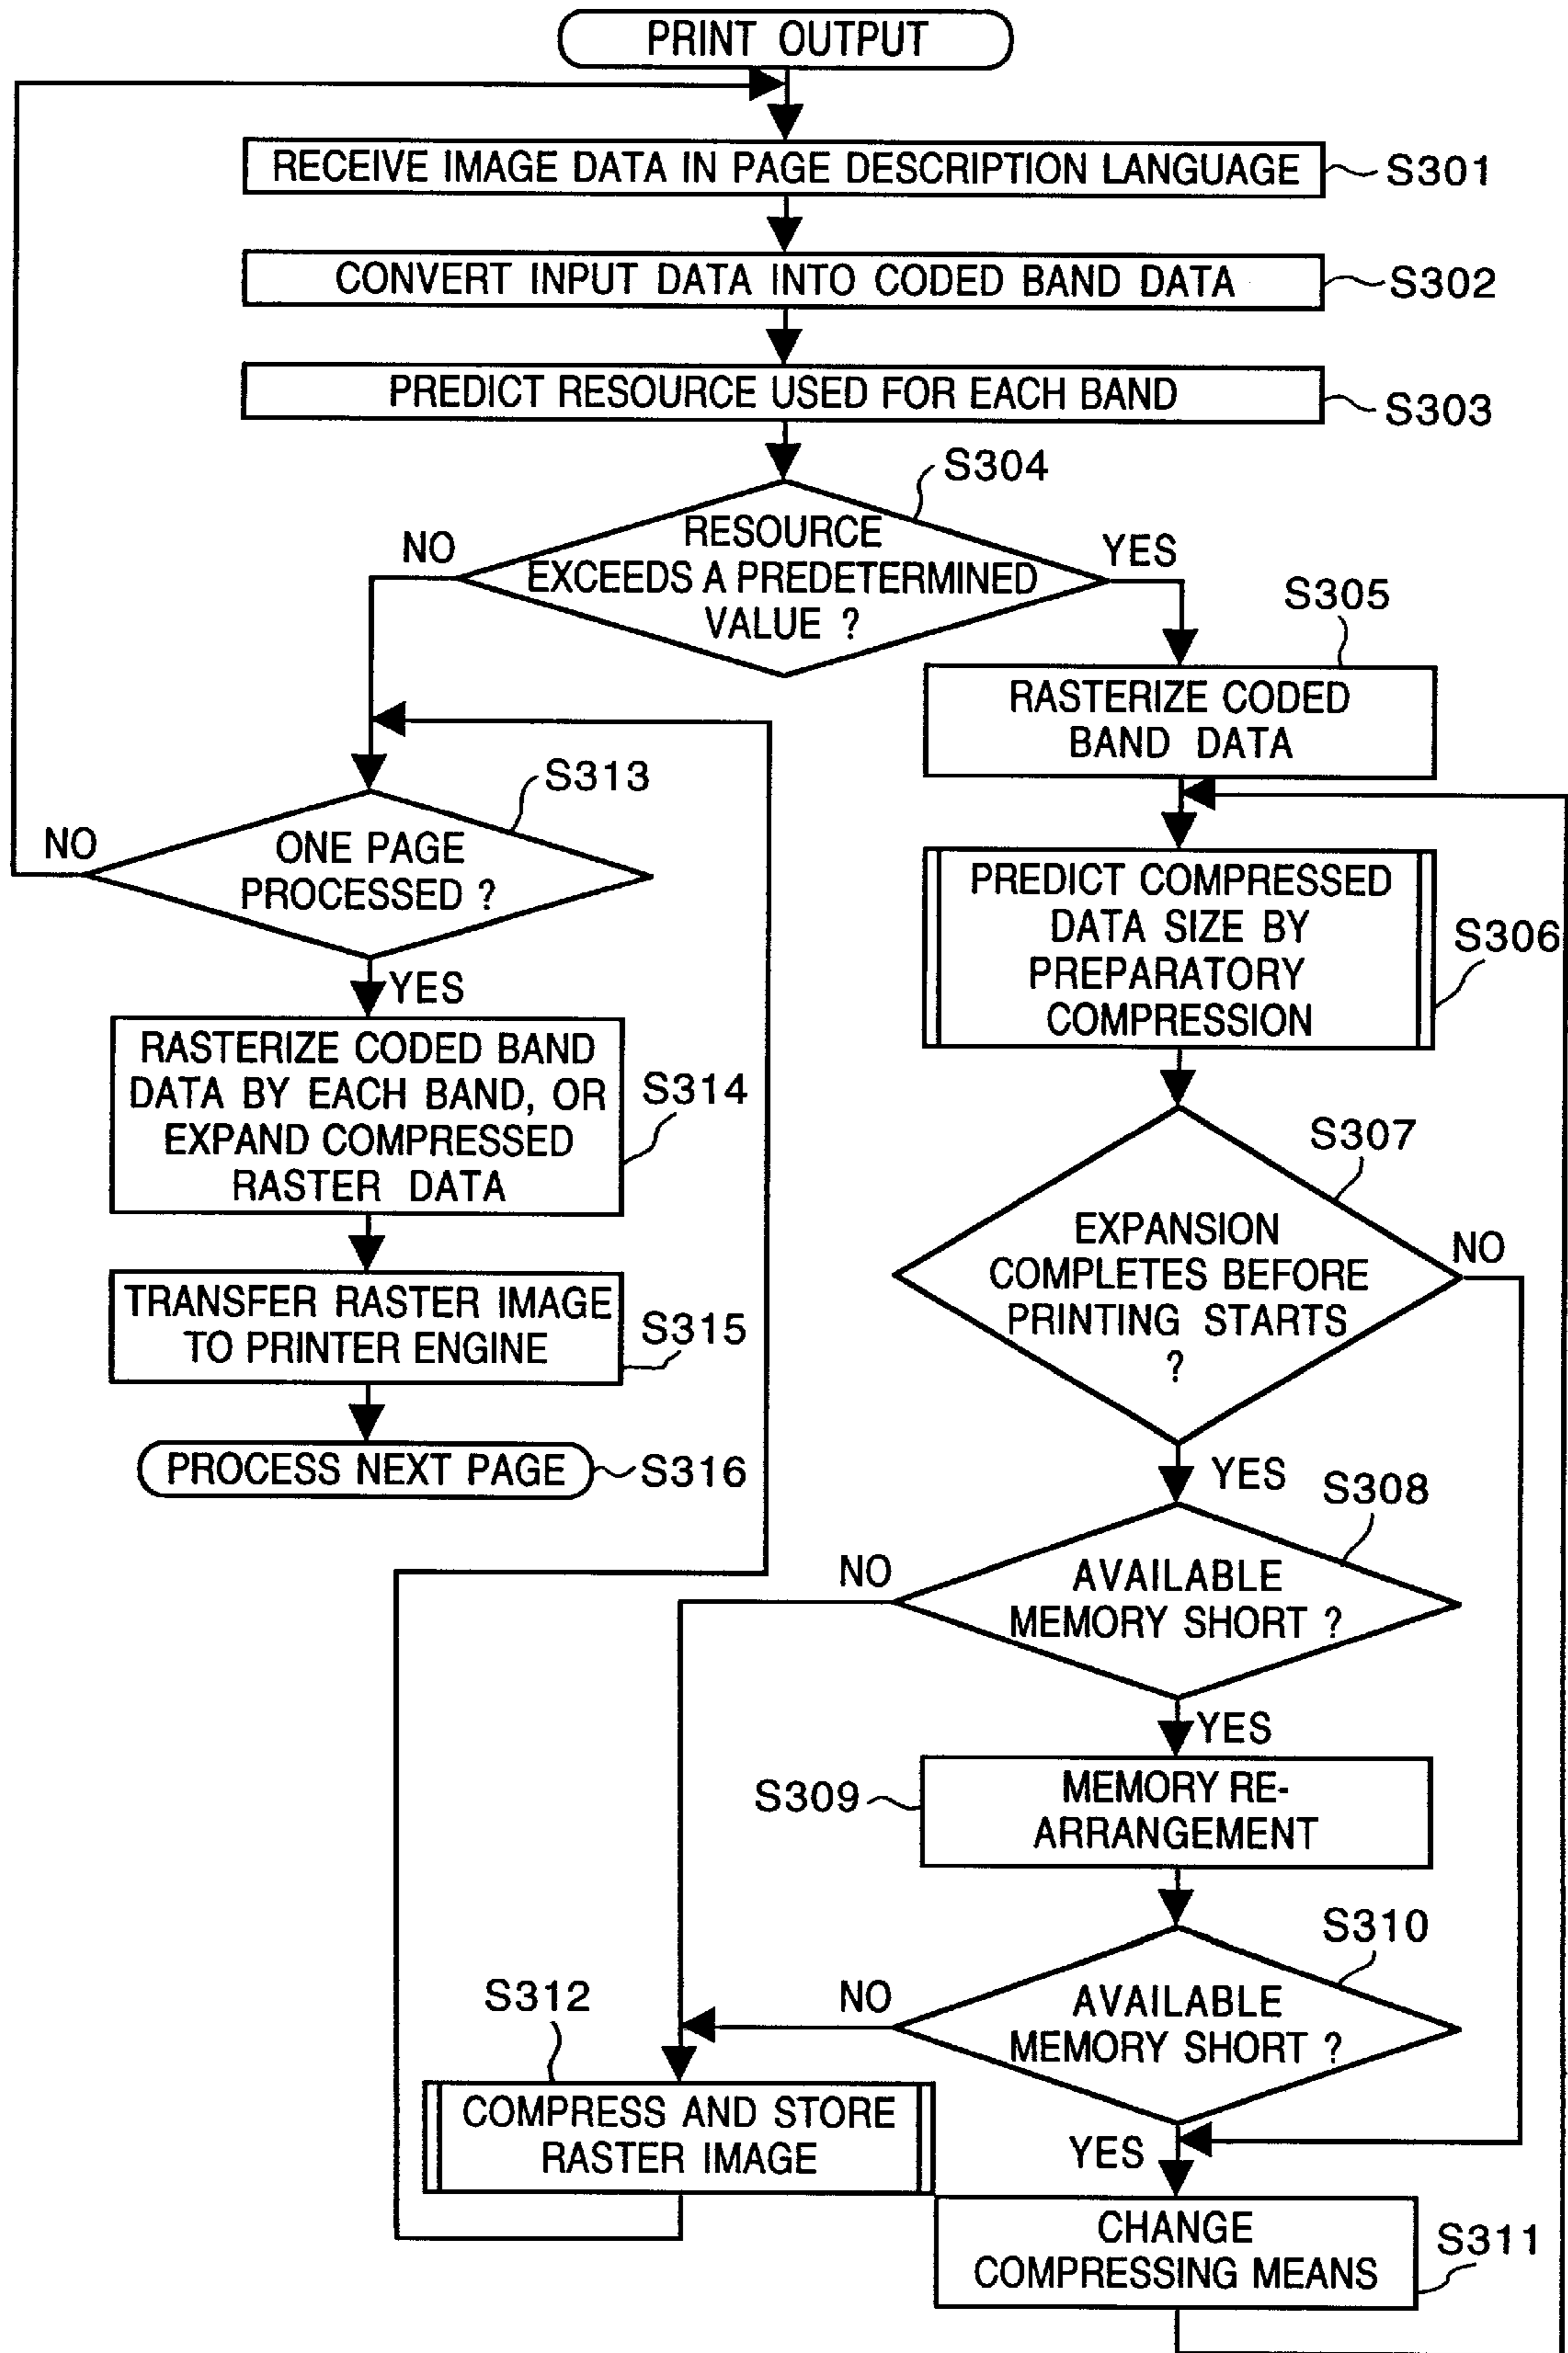 PRINT OUTPUT
RECEIVE IMAGE DATA IN PAGE DESCRIPTION LANGUAGE
S301
CONVERT INPUT DATA INTO CODED BAND DATA
S302
PREDICT RESOURCE USED FOR EACH BAND
S303
S304
RESOURCE
EXCEEDS A PREDETERMINED
VALUE ?
NO
YES
S305
RASTERIZE CODED
BAND DATA
S313
ONE PAGE
PROCESSED ?
NO
YES
PREDICT COMPRESSED
DATA SIZE BY
PREPARATORY
COMPRESSION
S306
RASTERIZE CODED BAND
DATA BY EACH BAND, OR
EXPAND COMPRESSED
RASTER DATA
S314
S307
EXPANSION
COMPLETES BEFORE
PRINTING STARTS
?
NO
YES
TRANSFER RASTER IMAGE
TO PRINTER ENGINE
S315
PROCESS NEXT PAGE
S316
S308
AVAILABLE
MEMORY SHORT ?
NO
YES
S309
MEMORY RE-
ARRANGEMENT
S310
AVAILABLE
MEMORY SHORT ?
NO
YES
S312
COMPRESS AND STORE
RASTER IMAGE
CHANGE
COMPRESSING MEANS
S311